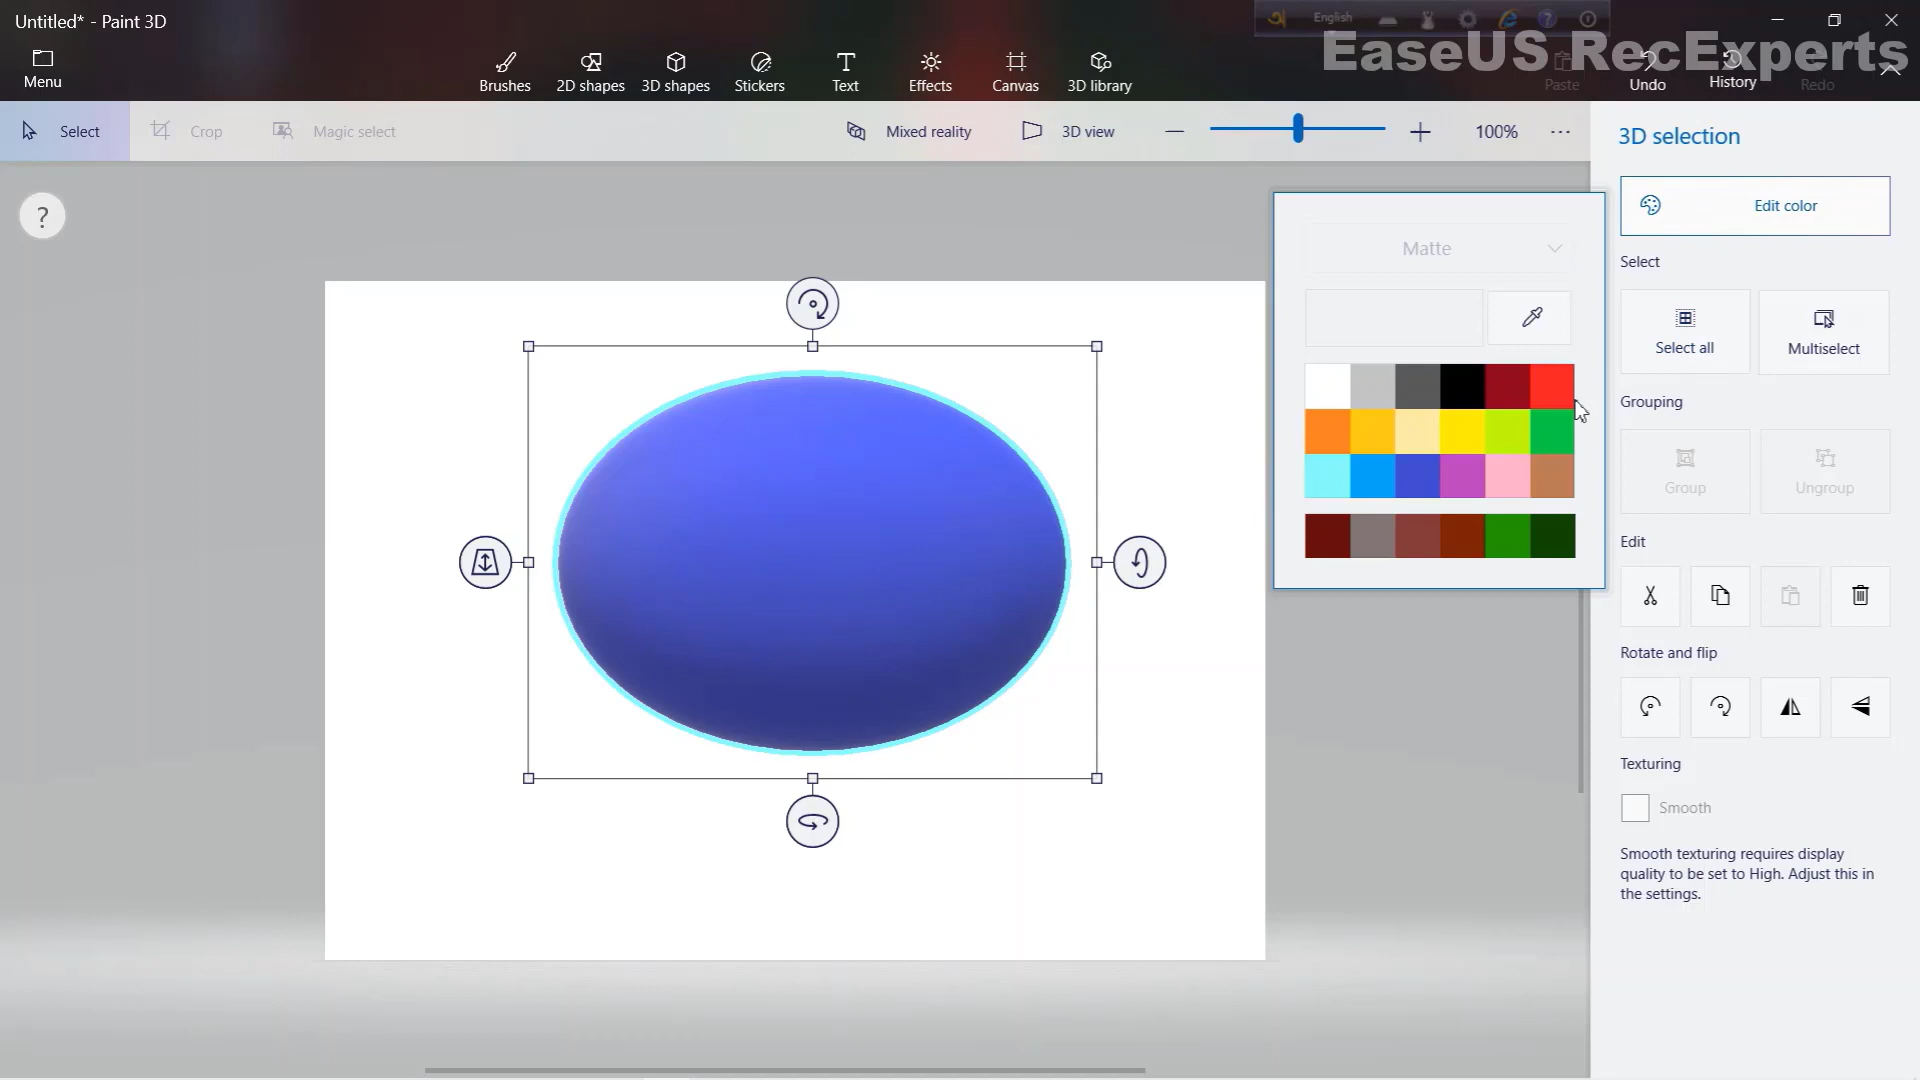 Untitled* - Paint 3D
English
EaseUS RecExperts
Menu
Brushes
2D shapes
3D shapes
Stickers
Text
Effects
Canvas
3D library
Paste
Undo
History
Redo
Select
Crop
Magic select
Mixed reality
3D view
100%
3D selection
?
Edit color
Matte
Select
Select all
Multiselect
Grouping
Group
Ungroup
Edit
Rotate and flip
Texturing
Smooth
Smooth texturing requires display
quality to be set to High. Adjust this in
the settings.